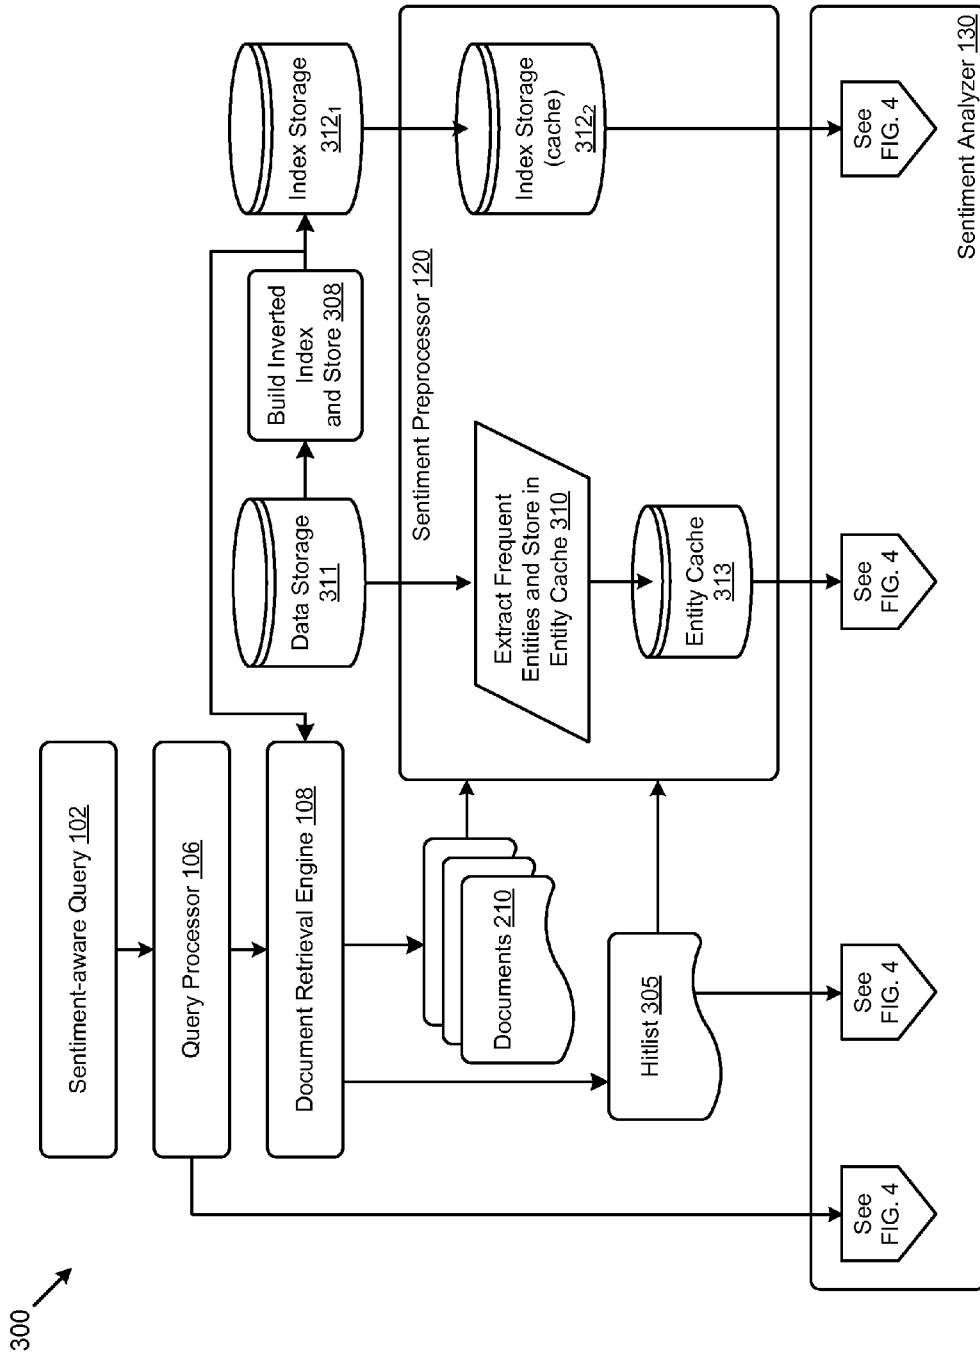 300
Sentiment-aware Query 102
Query Processor 106
Document Retrieval Engine 108
Documents 210
Hitlist 305
Data Storage
311
Build Inverted
Index
and Store 308
Index Storage
312₁
Sentiment Preprocessor 120
Extract Frequent
Entities and Store in
Entity Cache 310
Entity Cache
313
Index Storage
(cache)
312₂
See
FIG. 4
See
FIG. 4
See
FIG. 4
See
FIG. 4
Sentiment Analyzer 130